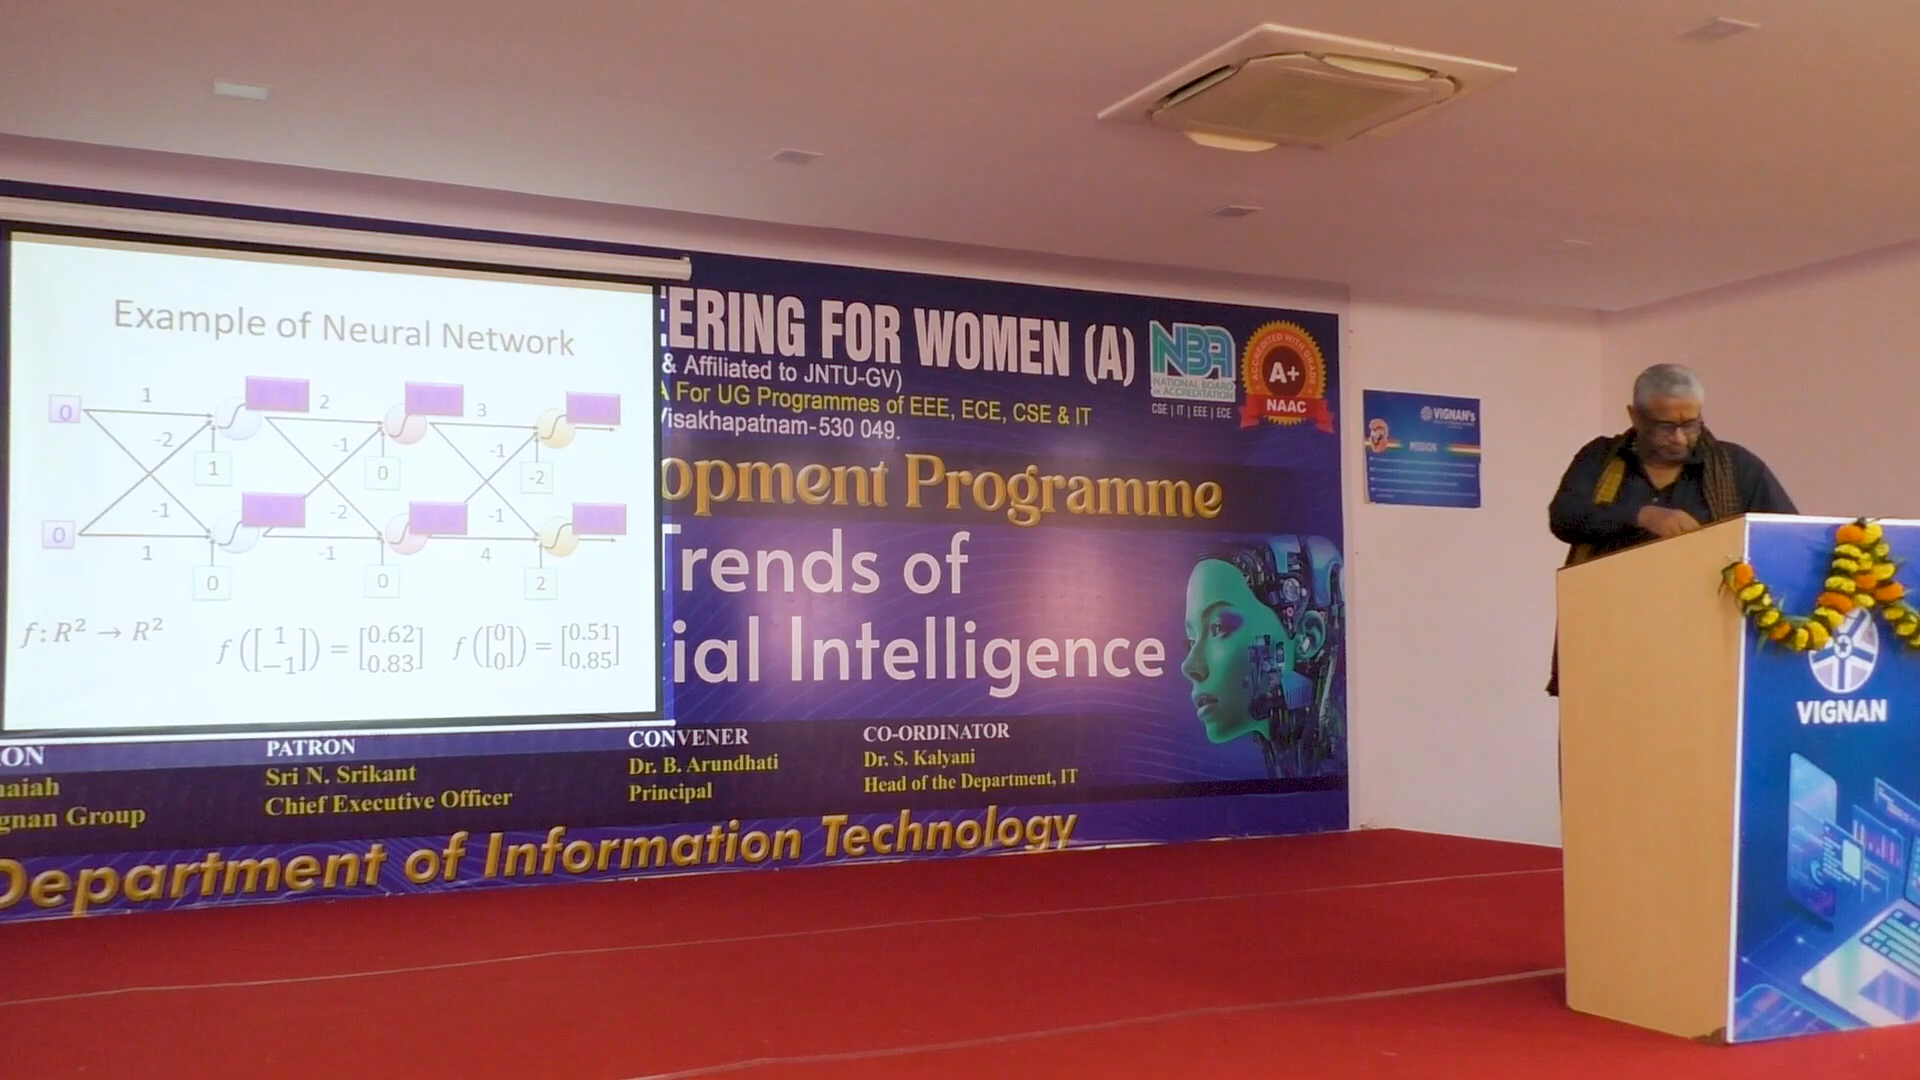 Example of Neural Network
1
2
3
0
-2
-1
-1
1
0
-2
-1
-2
-1
0
1
-1
4
0
0
2
f: R² → R²
f([1 -1]) = [0.62 0.83]
f([0 0]) = [0.51 0.85]
ERING FOR WOMEN (A)
& Affiliated to JNTU-GV)
A For UG Programmes of EEE, ECE, CSE & IT
Visakhapatnam-530 049.
opment Programme
Trends of
ial Intelligence
NBA
NATIONAL BOARD
OF ACCREDITATION
CSE | IT | EEE | ECE
ACCREDITED WITH GRADE
A+
NAAC
VIGNAN's
MISSION
ON
PATRON
CONVENER
CO-ORDINATOR
aiah
Sri N. Srikant
Dr. B. Arundhati
Dr. S. Kalyani
gnan Group
Chief Executive Officer
Principal
Head of the Department, IT
Department of Information Technology
VIGNAN